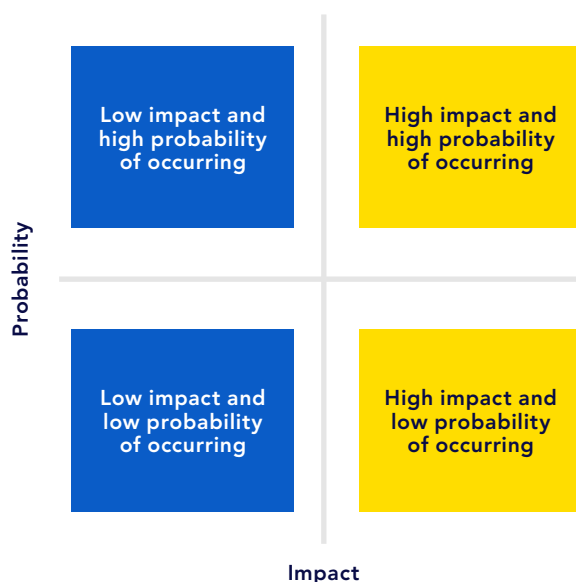 Low impact and
high probability
of occurring
High impact and
high probability
of occurring
Probability
Low impact and
low probability
of occurring
High impact and
low probability
of occurring
Impact